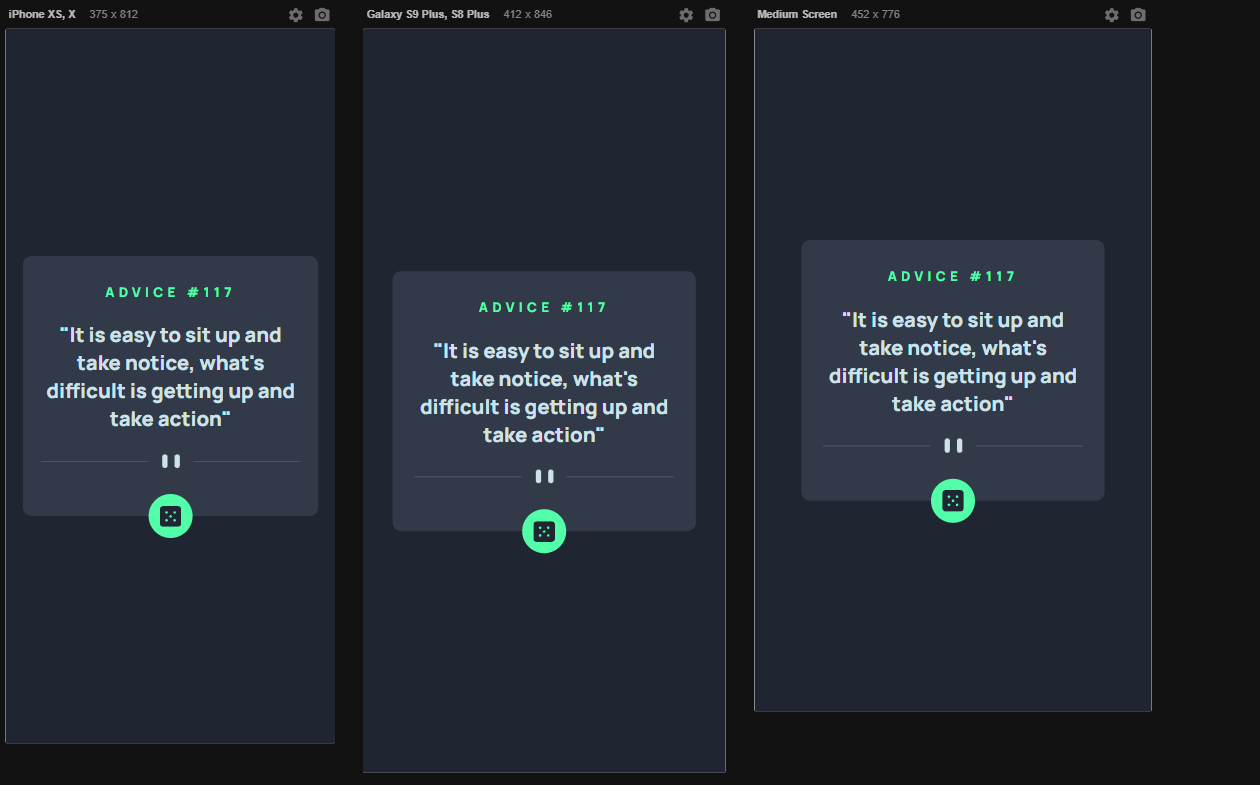 iPhone XS, X 375 x 812
Galaxy S9 Plus, S8 Plus 412 x 846
Medium Screen 452 x 776
ADVICE #117
"It is easy to sit up and
take notice, what's
difficult is getting up and
take action"
ADVICE #117
"It is easy to sit up and
take notice, what's
difficult is getting up and
take action"
ADVICE #117
"It is easy to sit up and
take notice, what's
difficult is getting up and
take action"